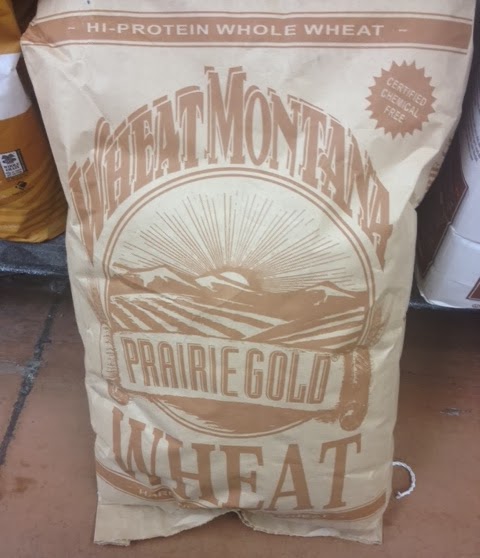 - HI-PROTEIN WHOLE WHEAT -
CERTIFIED
CHEMICAL
FREE
WHEAT MONTANA
PRAIRIE GOLD
WHEAT